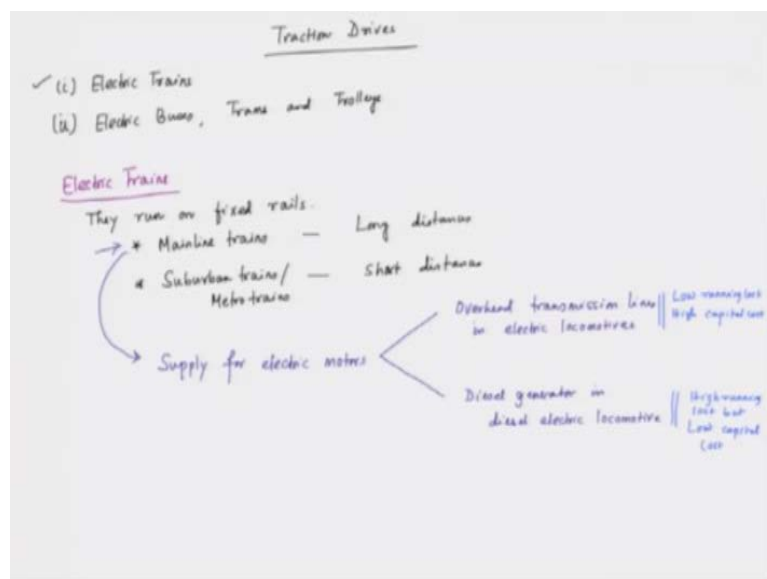 Traction Drives
(i) Electric Trains
(ii) Electric Buses, Trams and Trolleys
Electric Trains
They run on fixed rails.
* Mainline trains — Long distance
* Suburban trains/ — Short distance
Metro trains
Supply for electric motors
Overhead transmission line
in electric locomotives
Low running cost
High capital cost
Diesel generator in
diesel electric locomotive
High running
cost but
Low capital
cost